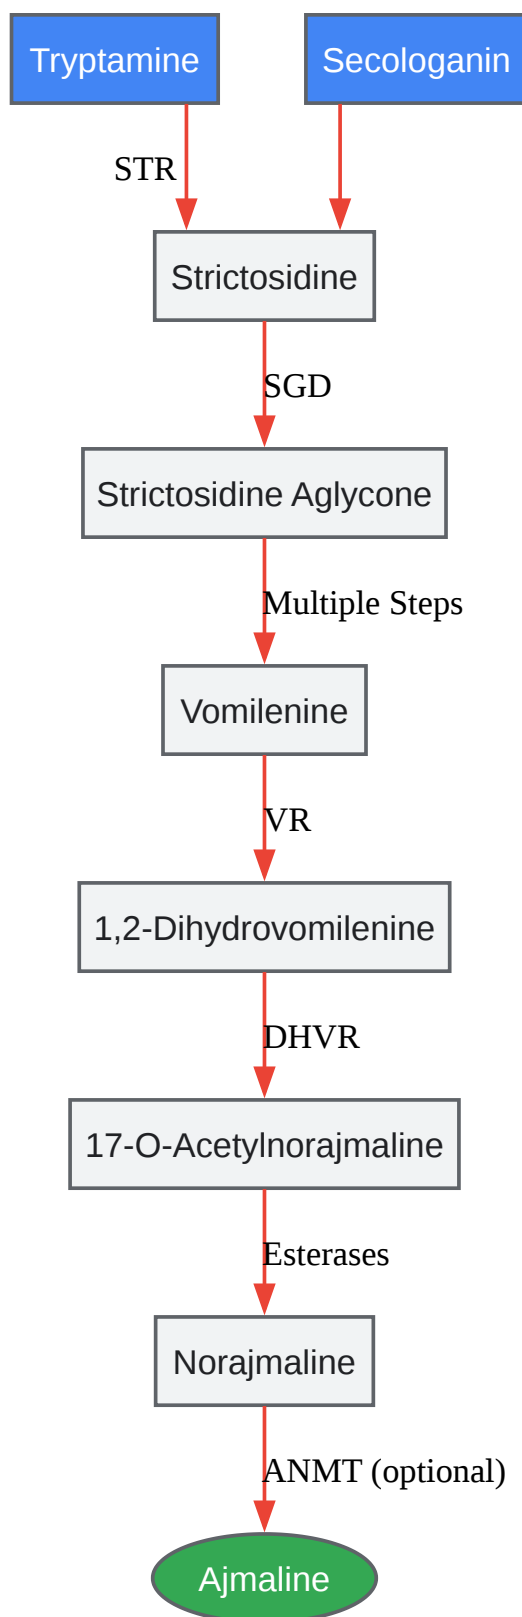 Tryptamine
Secologanin
STR
Strictosidine
SGD
Strictosidine Aglycone
Multiple Steps
Vomilenine
VR
1,2-Dihydrovomilenine
DHVR
17-O-Acetylnorajmaline
Esterases
Norajmaline
ANMT (optional)
Ajmaline